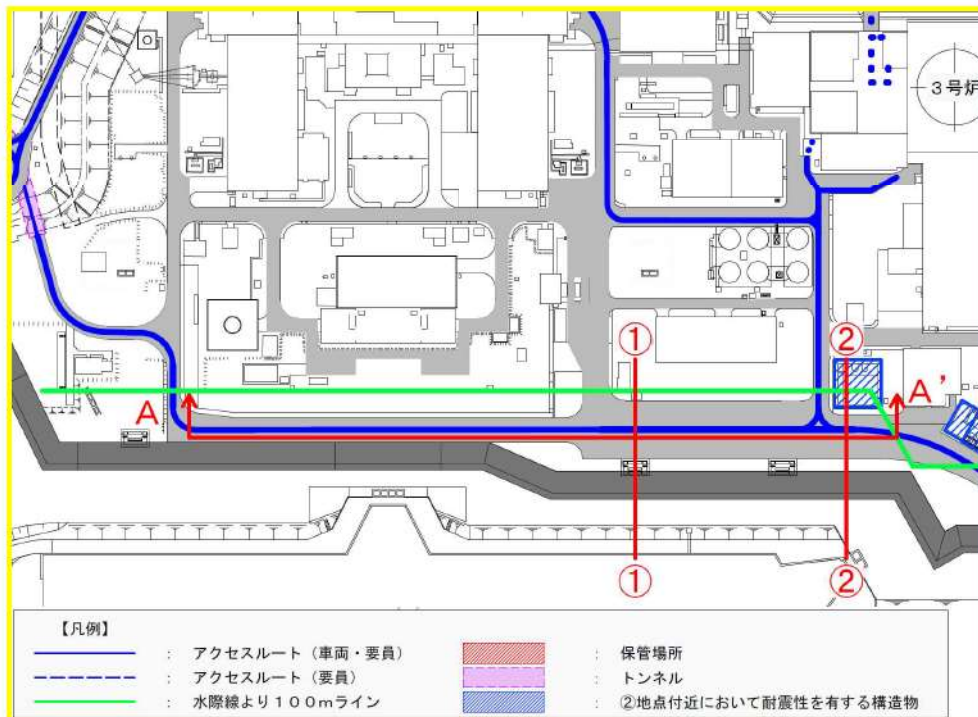 3号炉
① ②
A A'
① ②
【凡例】
: アクセスルート（車両・要員）
: アクセスルート（要員）
: 水際線より１００ｍライン
: 保管場所
: トンネル
: ②地点付近において耐震性を有する構造物